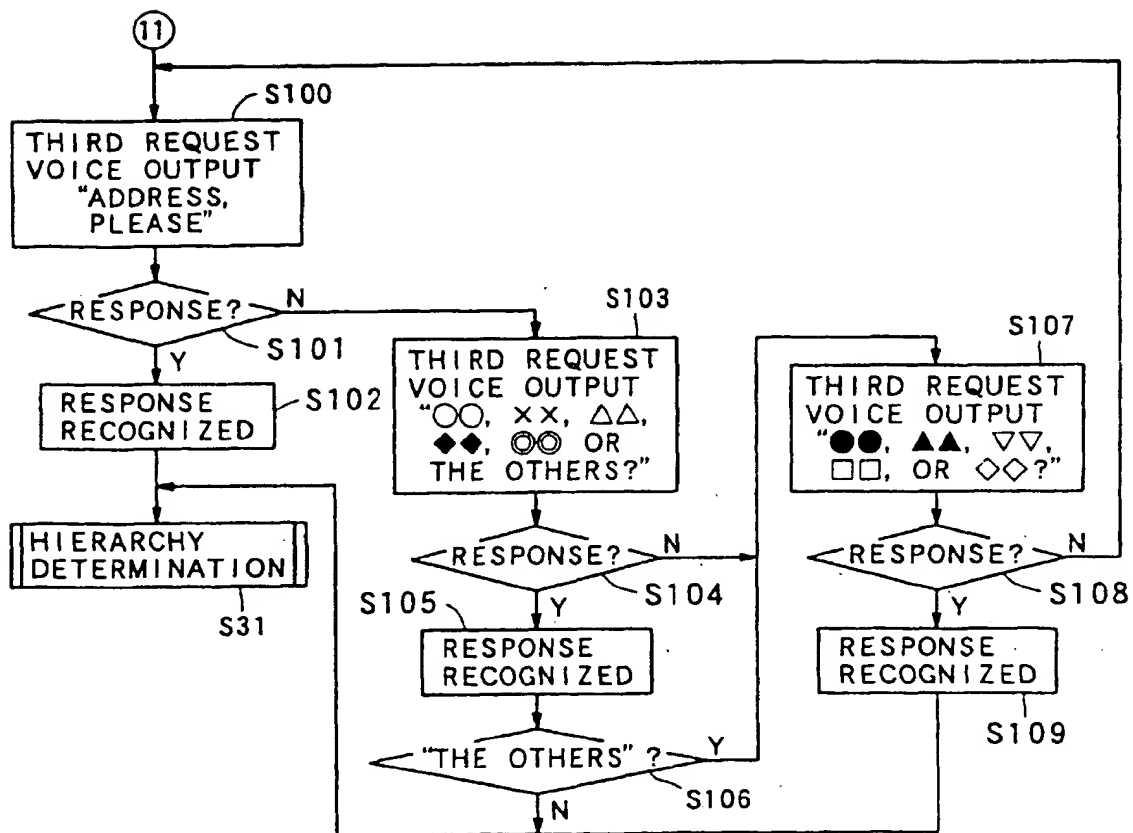 11
S100
THIRD REQUEST
VOICE OUTPUT
"ADDRESS,
PLEASE"
RESPONSE?
N
S101
Y
RESPONSE
RECOGNIZED
S102
HIERARCHY
DETERMINATION
S31
S103
THIRD REQUEST
VOICE OUTPUT
"○○, ××, △△,
◆◆, ◎◎ OR
THE OTHERS?"
RESPONSE?
N
S104
Y
S105
RESPONSE
RECOGNIZED
"THE OTHERS"?
Y
S106
N
S107
THIRD REQUEST
VOICE OUTPUT
"●●, ▲▲, ▽▽,
□□, OR ◇◇?"
RESPONSE?
N
S108
Y
RESPONSE
RECOGNIZED
S109